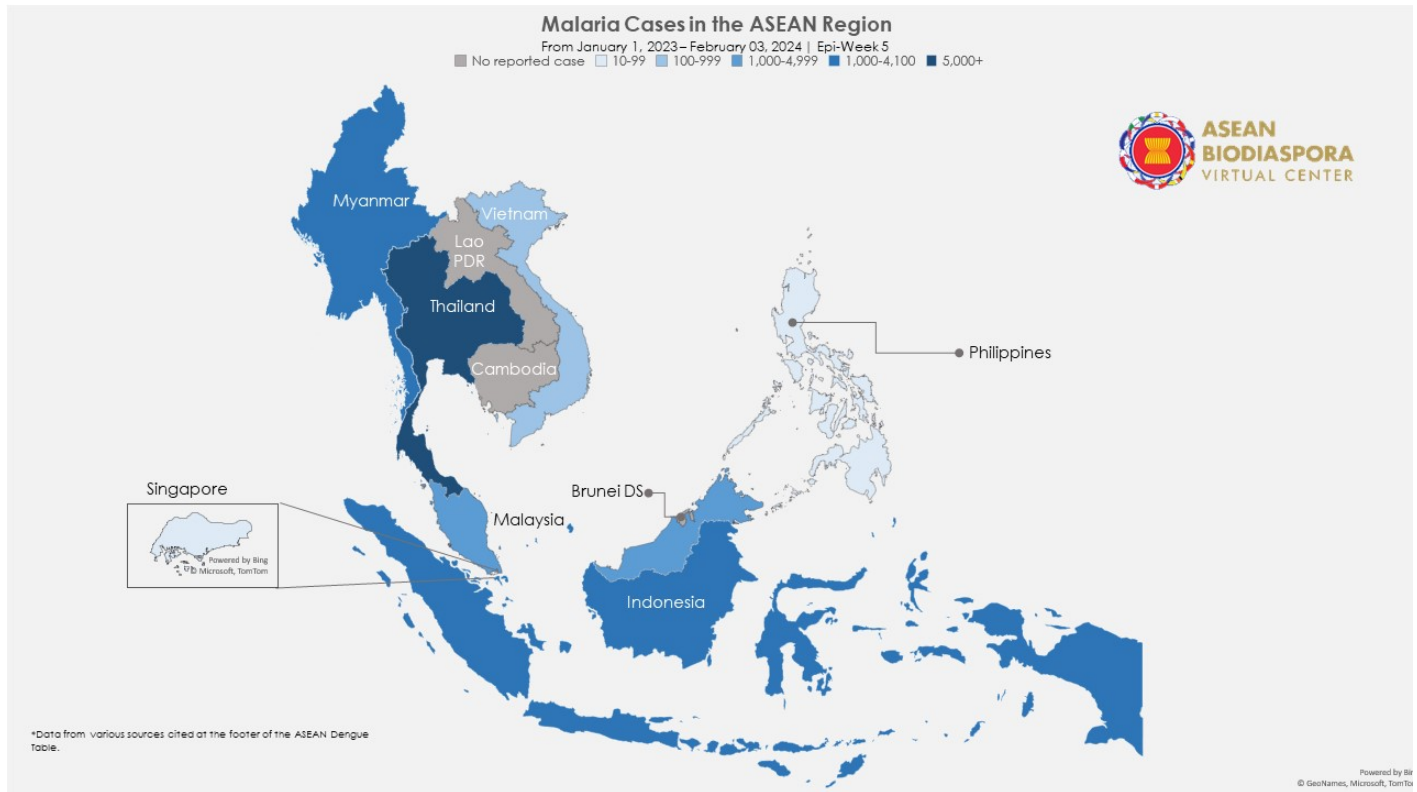 Malaria Cases in the ASEAN Region
From January 1, 2023 – February 03, 2024 | Epi-Week 5
No reported case 10-99 100-999 1,000-4,999 1,000-4,100 5,000+
ASEAN
BIODIASPORA
VIRTUAL CENTER
Myanmar
Vietnam
Lao
PDR
Thailand
Cambodia
Philippines
Singapore
Brunei DS
Malaysia
Powered by Bing
© Microsoft, TomTom
Indonesia
*Data from various sources cited at the footer of the ASEAN Dengue
Table.
Powered by Bin
© GeoNames, Microsoft, TomTom